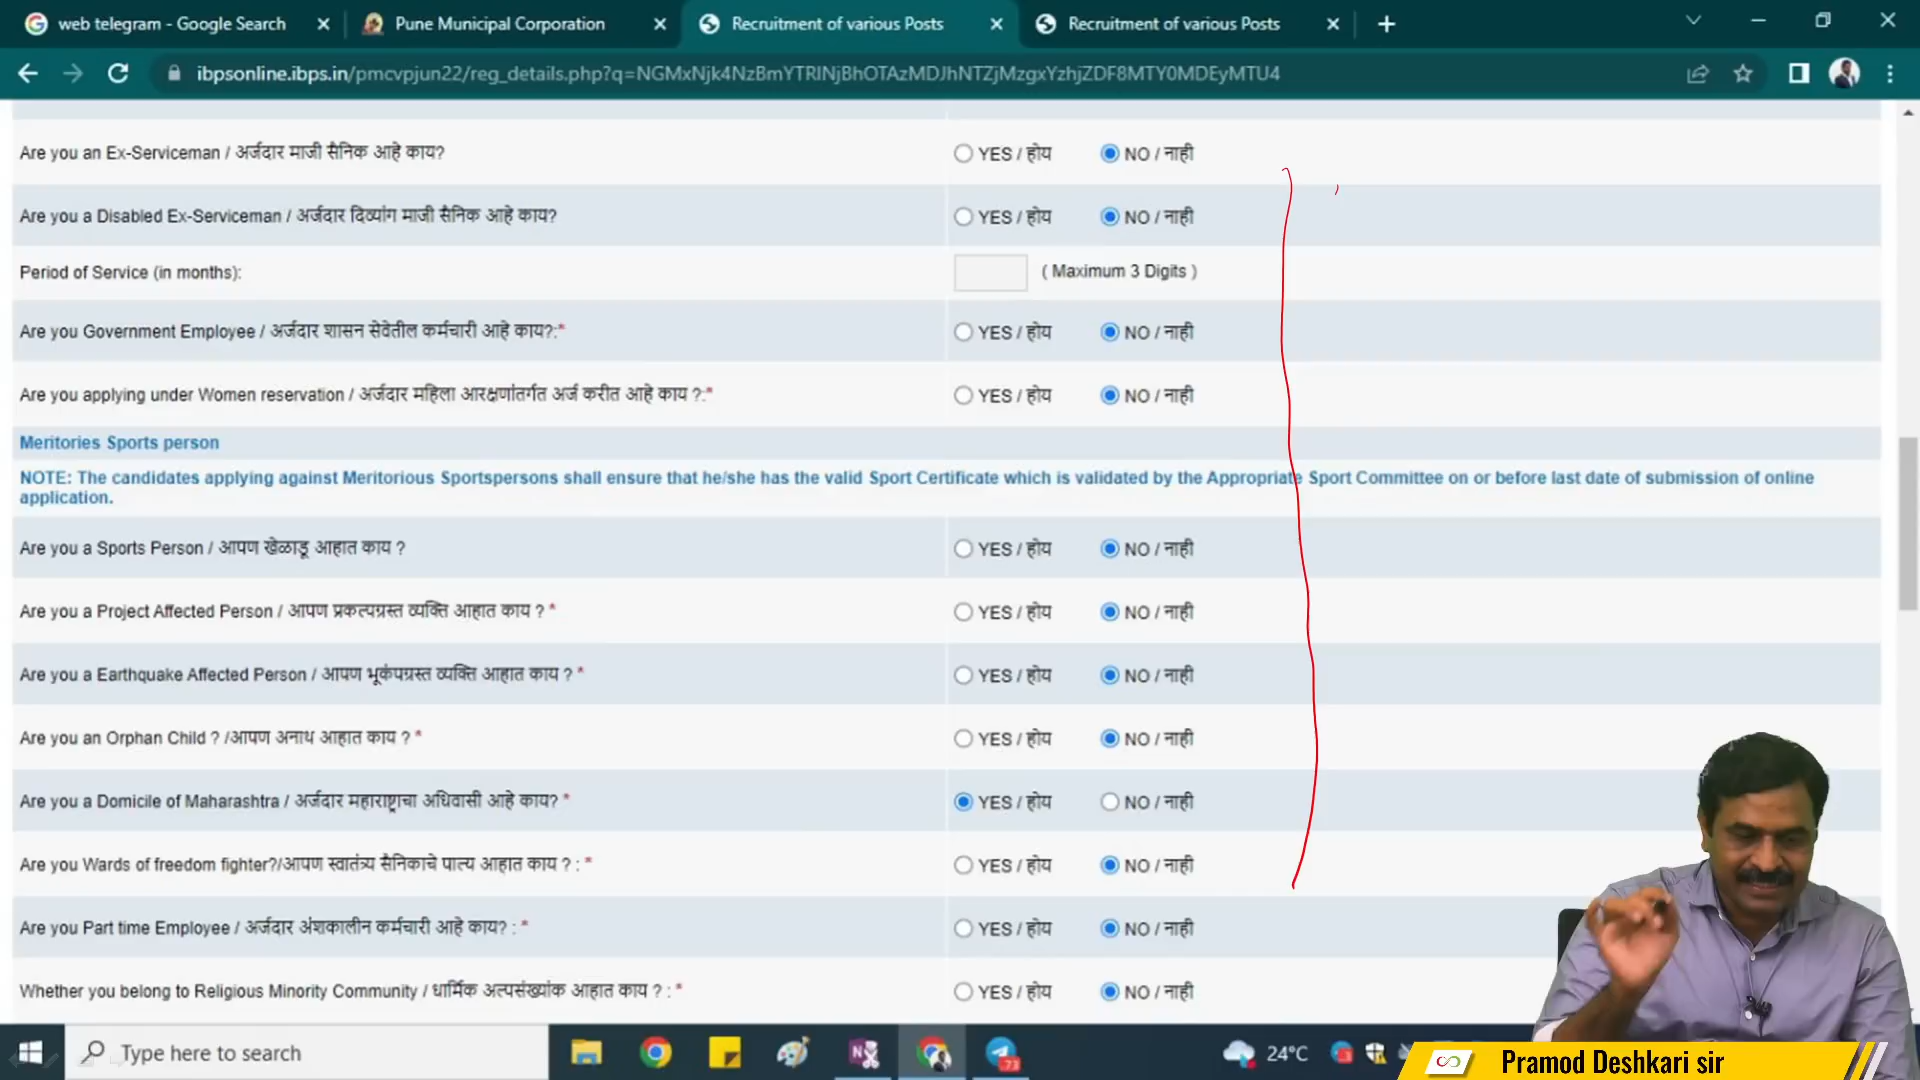 web telegram - Google Search
Pune Municipal Corporation
Recruitment of various Posts
Recruitment of various Posts
ibpsonline.ibps.in/pmcvpjun22/reg_details.php?q=NGMxNjk4NzBmYTRlNjBhOTAzMDJhNTZjMzgxYzhjZDF8MTY0MDEyMTU4
Are you an Ex-Serviceman / अर्जदार माजी सैनिक आहे काय? YES / होय NO / नाही
Are you a Disabled Ex-Serviceman / अर्जदार दिव्यांग माजी सैनिक आहे काय? YES / होय NO / नाही
Period of Service (in months): ( Maximum 3 Digits )
Are you Government Employee / अर्जदार शासन सेवेतील कर्मचारी आहे काय?:* YES / होय NO / नाही
Are you applying under Women reservation / अर्जदार महिला आरक्षणांतर्गत अर्ज करीत आहे काय ?:* YES / होय NO / नाही
Meritories Sports person
NOTE: The candidates applying against Meritorious Sportspersons shall ensure that he/she has the valid Sport Certificate which is validated by the Appropriate Sport Committee on or before last date of submission of online
application.
Are you a Sports Person / आपण खेळाडू आहात काय ? YES / होय NO / नाही
Are you a Project Affected Person / आपण प्रकल्पग्रस्त व्यक्ति आहात काय ? * YES / होय NO / नाही
Are you a Earthquake Affected Person / आपण भूकंपग्रस्त व्यक्ति आहात काय ? * YES / होय NO / नाही
Are you an Orphan Child ? /आपण अनाथ आहात काय ? * YES / होय NO / नाही
Are you a Domicile of Maharashtra / अर्जदार महाराष्ट्राचा अधिवासी आहे काय? * YES / होय NO / नाही
Are you Wards of freedom fighter?/आपण स्वातंत्र्य सैनिकाचे पाल्य आहात काय ? : * YES / होय NO / नाही
Are you Part time Employee / अर्जदार अंशकालीन कर्मचारी आहे काय? : * YES / होय NO / नाही
Whether you belong to Religious Minority Community / धार्मिक अल्पसंख्यांक आहात काय ? : * YES / होय NO / नाही
Type here to search
73
24°C
Pramod Deshkari sir